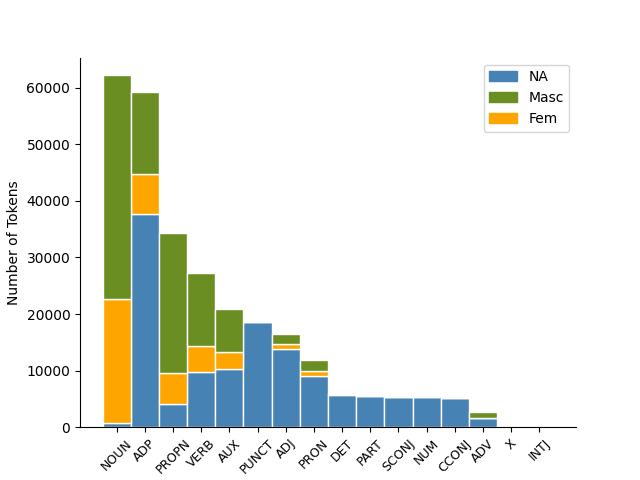 NA
Masc
Fem
Number of Tokens
60000
50000
40000
30000
20000
10000
0
NOUN
ADP
PROPN
VERB
AUX
PUNCT
ADJ
PRON
DET
PART
SCONJ
NUM
CCONJ
ADV
X
INTJ